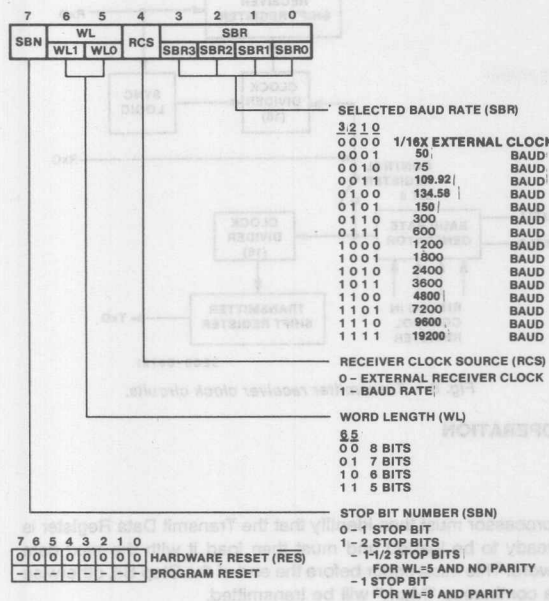 7 6 5 4 3 2 1 0
SBN WL RCS SBR
WL1 WL0 SBR3 SBR2 SBR1 SBR0
SELECTED BAUD RATE (SBR)
3 2 1 0
0 0 0 0 1/16X EXTERNAL CLOCK
0 0 0 1 50 BAUD
0 0 1 0 75 BAUD
0 0 1 1 109.92 BAUD
0 1 0 0 134.58 BAUD
0 1 0 1 150 BAUD
0 1 1 0 300 BAUD
0 1 1 1 600 BAUD
1 0 0 0 1200 BAUD
1 0 0 1 1800 BAUD
1 0 1 0 2400 BAUD
1 0 1 1 3600 BAUD
1 1 0 0 4800 BAUD
1 1 0 1 7200 BAUD
1 1 1 0 9600 BAUD
1 1 1 1 19200 BAUD
RECEIVER CLOCK SOURCE (RCS)
0 – EXTERNAL RECEIVER CLOCK
1 – BAUD RATE
WORD LENGTH (WL)
6 5
0 0 8 BITS
0 1 7 BITS
1 0 6 BITS
1 1 5 BITS
STOP BIT NUMBER (SBN)
0 – 1 STOP BIT
1 – 2 STOP BITS
– 1-1/2 STOP BITS
FOR WL=5 AND NO PARITY
– 1 STOP BIT
FOR WL=8 AND PARITY
7 6 5 4 3 2 1 0
0 0 0 0 0 0 0 0 HARDWARE RESET (RES)
– – – – – – – – PROGRAM RESET